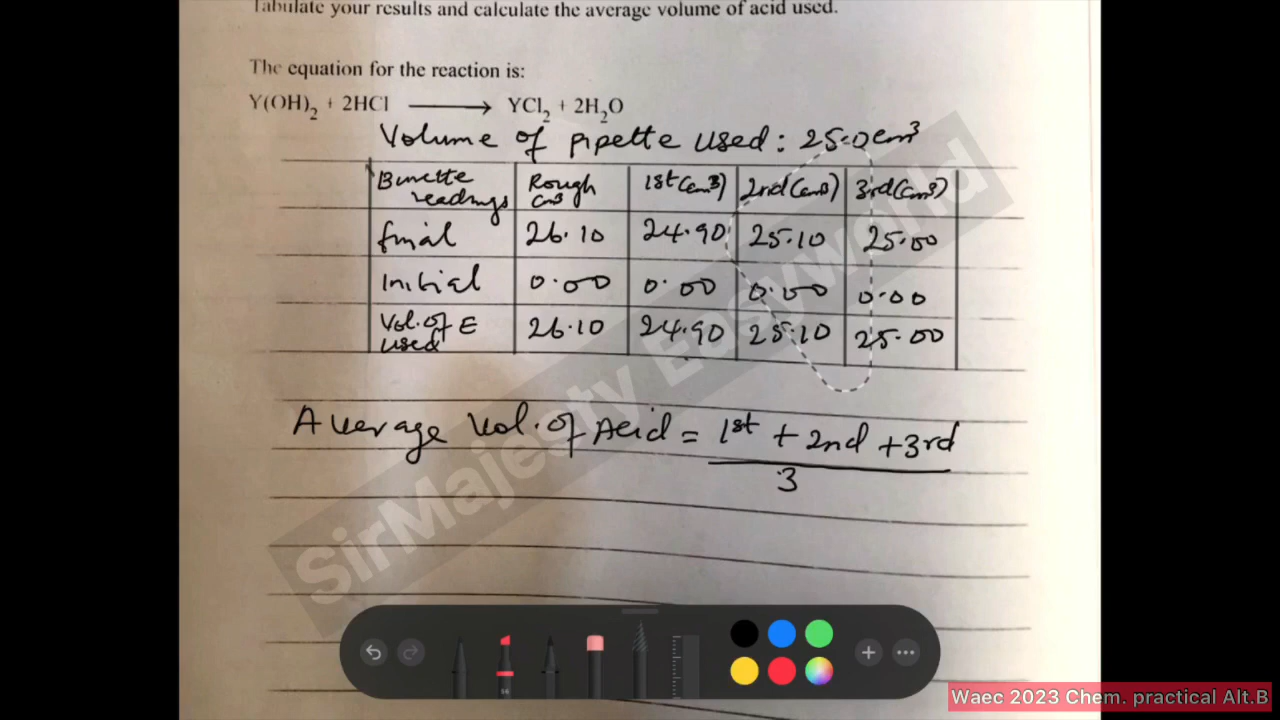 Tabulate your results and calculate the average volume of acid used.
The equation for the reaction is:
Y(OH)₂ + 2HCl ⟶ YCl₂ + 2H₂O
Volume of pipette used: 25.0cm³
Burette readings Rough cm³ 1st(cm³) 2nd(cm³) 3rd(cm³)
final 26.10 24.90 25.10 25.00
Initial 0.00 0.00 0.00 0.00
Vol. of E used 26.10 24.90 25.10 25.00
Average vol. of Acid = 1st + 2nd + 3rd
3
SirMajesty Easyworld
Waec 2023 Chem. practical Alt.B